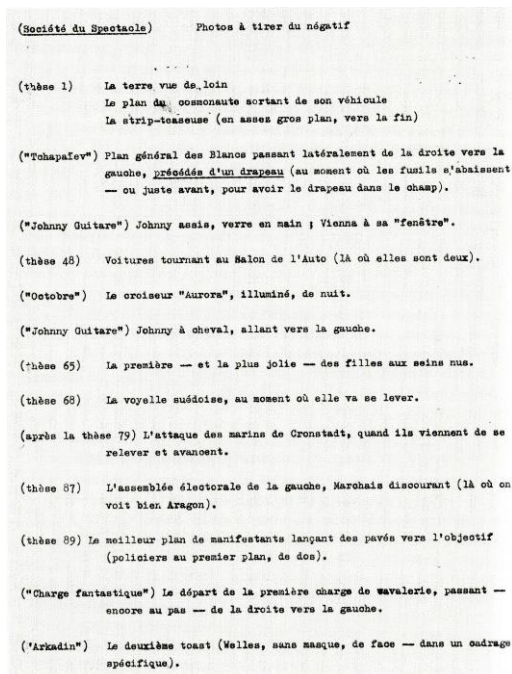 (Société du Spectacle) Photos à tirer du négatif
(thèse 1) La terre vue de loin
Le plan du cosmonaute sortant de son véhicule
La strip-teaseuse (en assez gros plan, vers la fin)
("Tchapaïev") Plan général des Blancs passant latéralement de la droite vers la
gauche, précédés d'un drapeau (au moment où les fusils s'abaissent
— ou juste avant, pour avoir le drapeau dans le champ).
("Johnny Guitare") Johnny assis, verre en main ; Vienna à sa "fenêtre".
(thèse 48) Voitures tournant au Salon de l'Auto (là où elles sont deux).
("Octobre") Le croiseur "Aurora", illuminé, de nuit.
("Johnny Guitare") Johnny à cheval, allant vers la gauche.
(thèse 65) La première — et la plus jolie — des filles aux seins nus.
(thèse 68) La voyelle suédoise, au moment où elle va se lever.
(après la thèse 79) L'attaque des marins de Cronstadt, quand ils viennent de se
relever et avancent.
(thèse 87) L'assemblée électorale de la gauche, Marchais discourant (là où on
voit bien Aragon).
(thèse 89) Le meilleur plan de manifestants lançant des pavés vers l'objectif
(policiers au premier plan, de dos).
("Charge fantastique") Le départ de la première charge de cavalerie, passant —
encore au pas — de la droite vers la gauche.
("Arkadin") Le deuxième toast (Welles, sans masque, de face — dans un cadrage
spécifique).